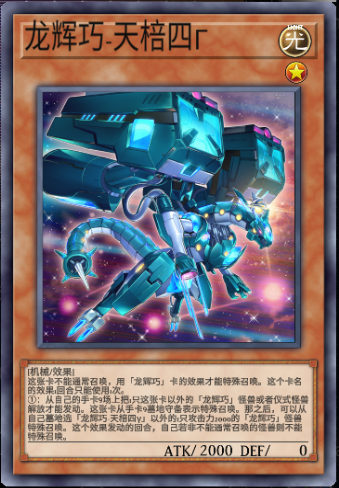 龙辉巧-天棓四г
LIGHT
光
[机械/效果]
这张卡不能通常召唤，用「龙辉巧」卡的效果才能特殊召唤。这个卡名
的效果1回合只能使用1次。
①：从自己的手卡·场上把1只这张卡以外的「龙辉巧」怪兽或者仪式怪兽
解放才能发动。这张卡从手卡·墓地守备表示特殊召唤。那之后，可以从
自己墓地选「龙辉巧-天棓四γ」以外的1只攻击力2000的「龙辉巧」怪兽
特殊召唤。这个效果发动的回合，自己若非不能通常召唤的怪兽则不能
特殊召唤。
ATK/ 2000 DEF/ 0